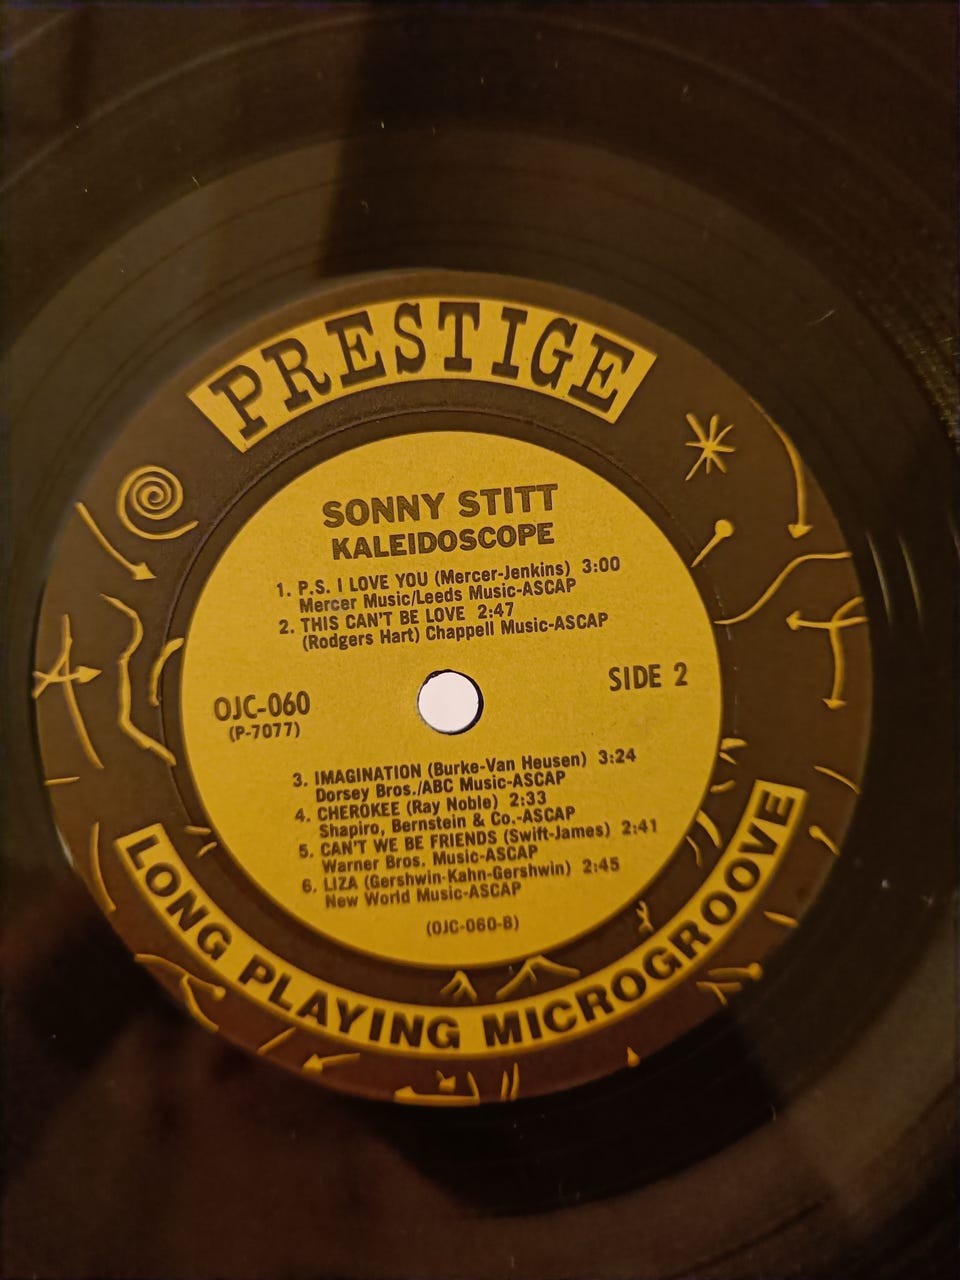 PRESTIGE
SONNY STITT
KALEIDOSCOPE
1. P.S. I LOVE YOU (Mercer-Jenkins) 3:00
Mercer Music/Leeds Music-ASCAP
2. THIS CAN'T BE LOVE 2:47
(Rodgers Hart) Chappell Music-ASCAP
SIDE 2
OJC-060
(P-7077)
3. IMAGINATION (Burke-Van Heusen) 3:24
Dorsey Bros./ABC Music-ASCAP
4. CHEROKEE (Ray Noble) 2:33
Shapiro, Bernstein & Co.-ASCAP
5. CAN'T WE BE FRIENDS (Swift-James) 2:41
Warner Bros. Music-ASCAP
6. LIZA (Gershwin-Kahn-Gershwin) 2:45
New World Music-ASCAP
(OJC-060-B)
LONG PLAYING MICROGROOVE